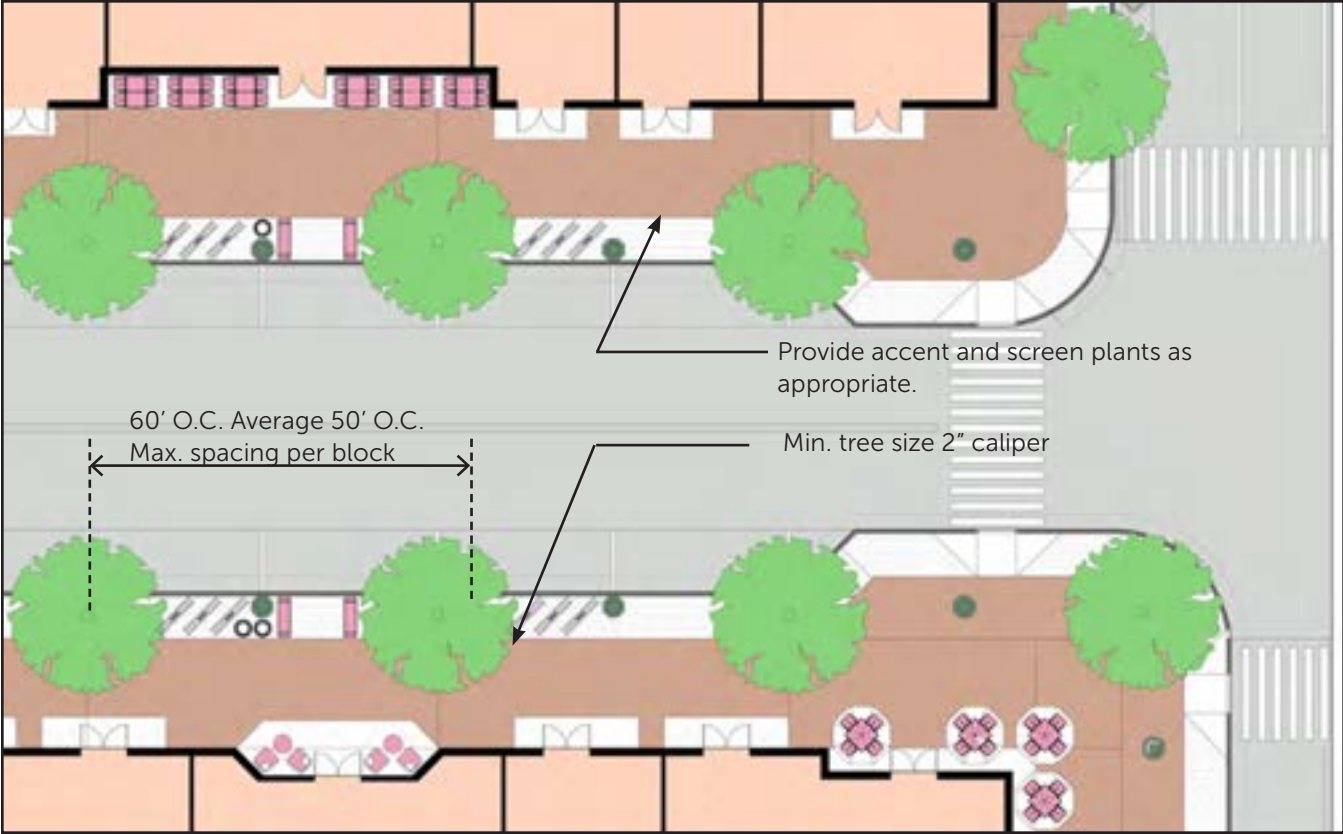 Provide accent and screen plants as
appropriate.
60’ O.C. Average 50’ O.C.
Max. spacing per block
Min. tree size 2” caliper